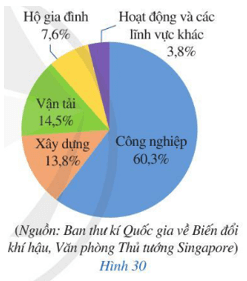 Hộ gia đình
7,6%
Hoạt động và các
lĩnh vực khác
3,8%
Vận tải
14,5%
Xây dựng
13,8%
Công nghiệp
60,3%
(Nguồn: Ban thư kí Quốc gia về Biến đổi
khí hậu, Văn phòng Thủ tướng Singapore)
Hình 30